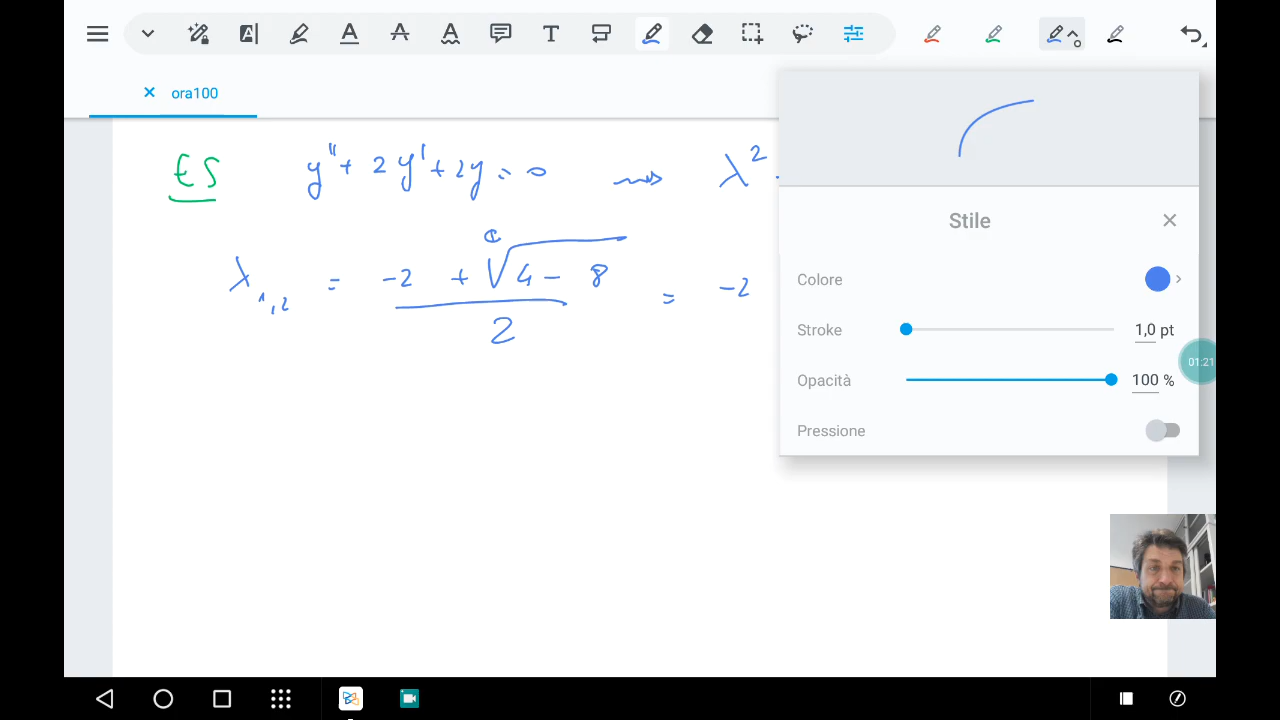 ora100
ES y'' + 2y' + 2y = 0 ⇝ λ²
λ1,2 = -2 + ℂ√4 - 8 / 2 = -2
Stile
Colore
Stroke 1,0 pt
Opacità 100 %
Pressione
01:21